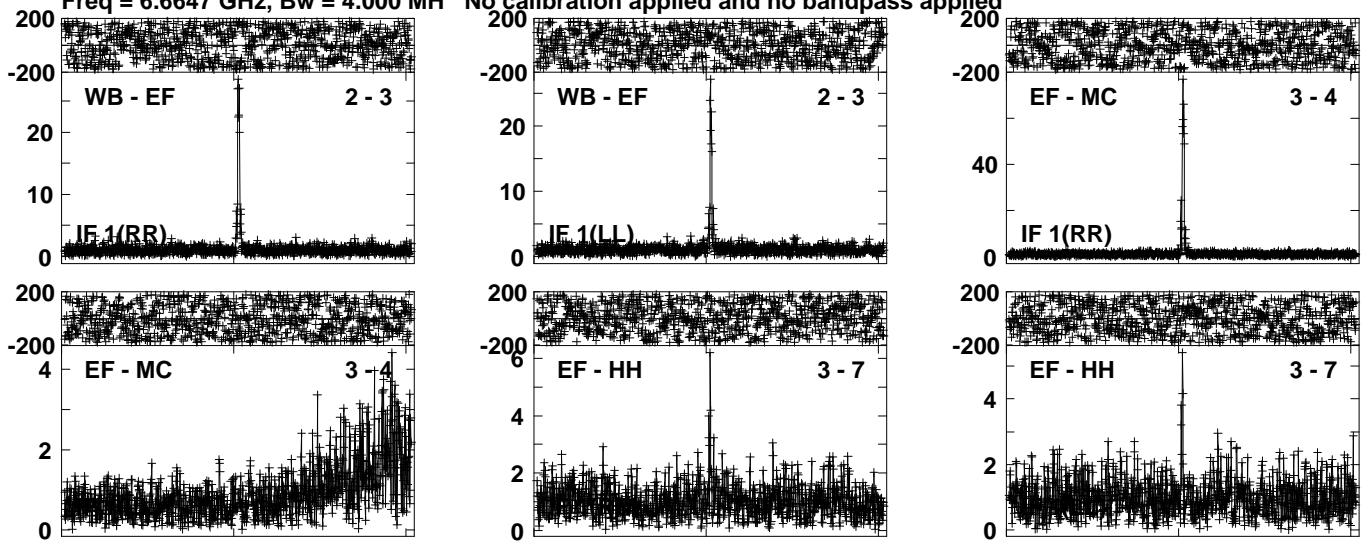 Freq = 6.6647 GHz, Bw = 4.000 MH No calibration applied and no bandpass applied
200 200 200
-200 -200 -200
WB - EF 2 - 3 WB - EF 2 - 3 EF - MC 3 - 4
20 20 40
10 10
IF 1(RR) IF 1(LL) IF 1(RR)
0 0 0
200 200 200
-200 -200 -200
EF - MC 3 - 4 EF - HH 3 - 7 EF - HH 3 - 7
4 6 4
2 4 2
0 2 0
0